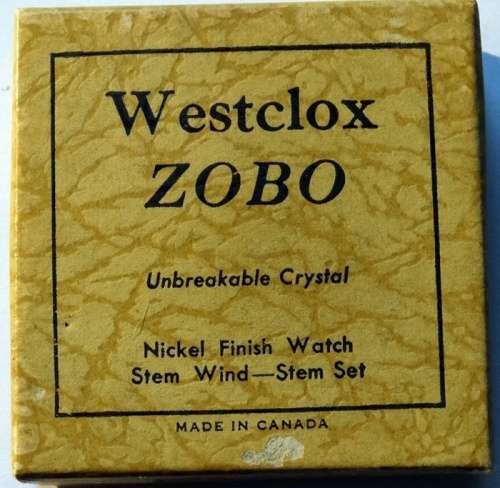 Westclox
ZOBO
Unbreakable Crystal
Nickel Finish Watch
Stem Wind—Stem Set
MADE IN CANADA